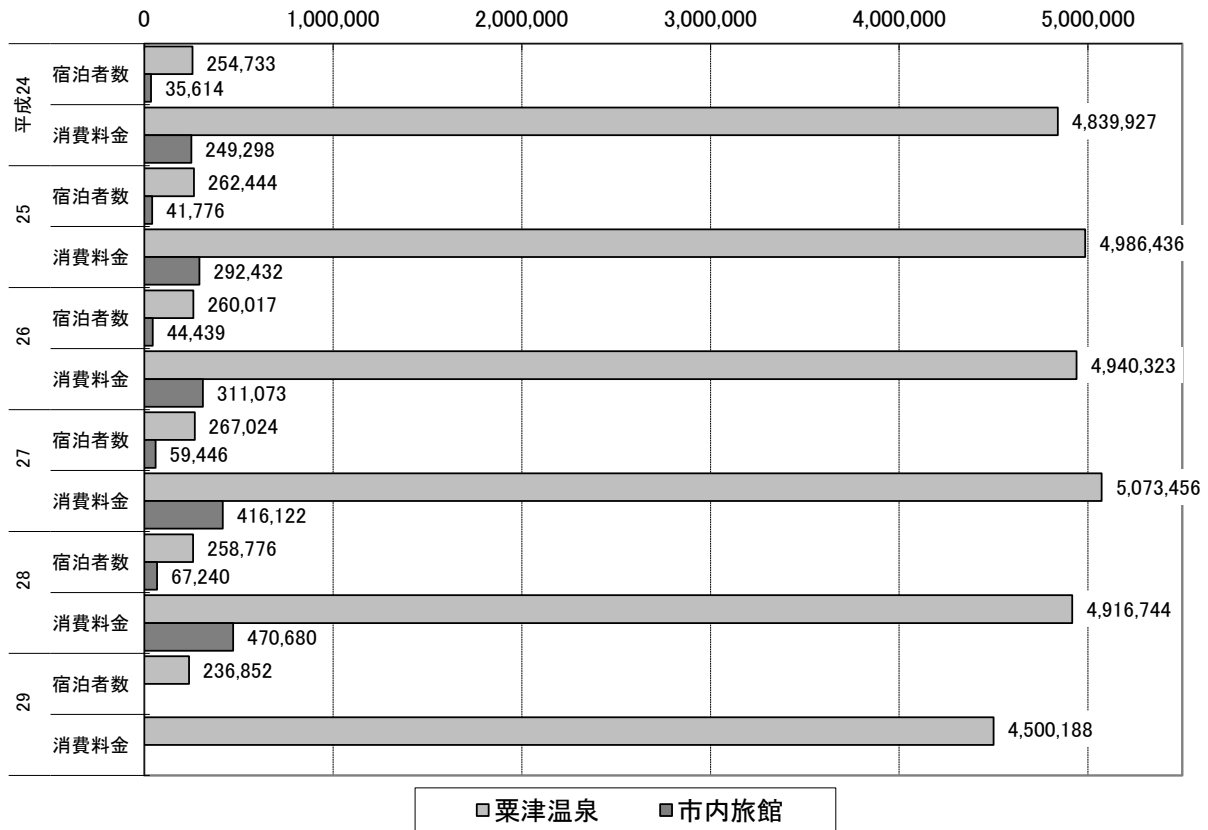 0 1,000,000 2,000,000 3,000,000 4,000,000 5,000,000
平成24
宿泊者数
254,733
35,614
消費料金
4,839,927
249,298
25
宿泊者数
262,444
41,776
消費料金
4,986,436
292,432
26
宿泊者数
260,017
44,439
消費料金
4,940,323
311,073
27
宿泊者数
267,024
59,446
消費料金
5,073,456
416,122
28
宿泊者数
258,776
67,240
消費料金
4,916,744
470,680
29
宿泊者数
236,852
消費料金
4,500,188
粟津温泉 市内旅館